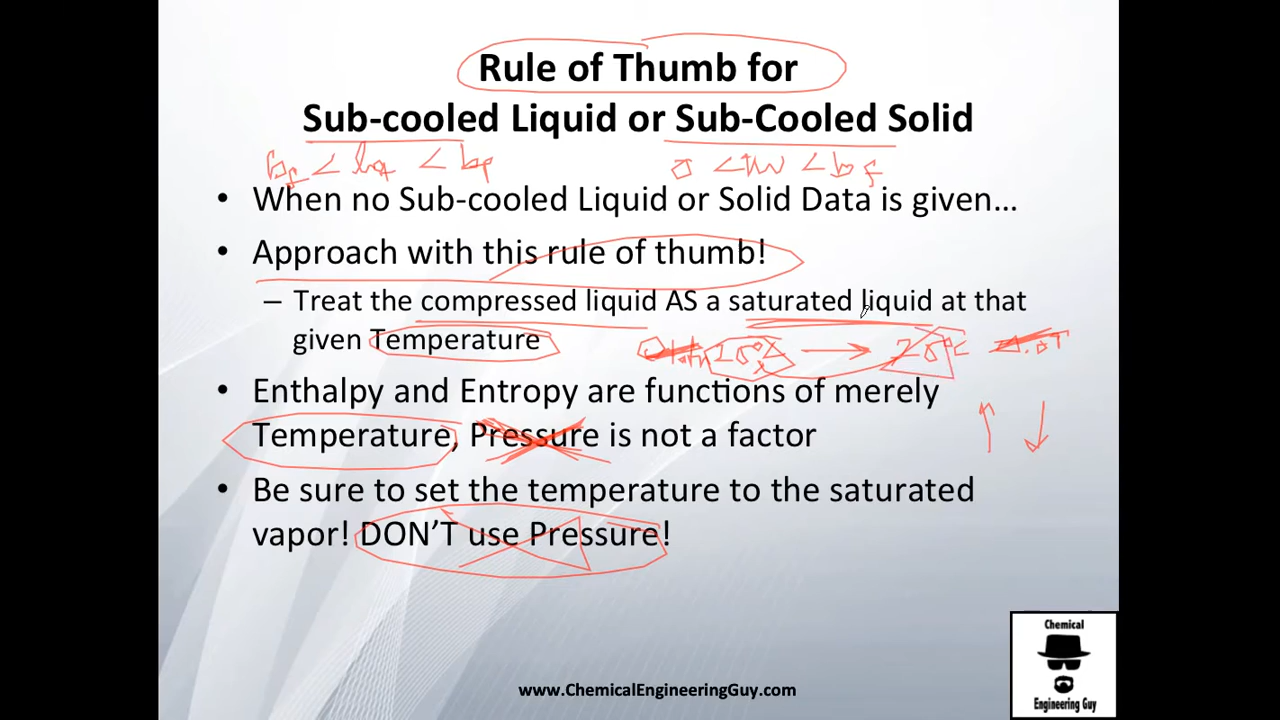 Rule of Thumb for
Sub-cooled Liquid or Sub-Cooled Solid
• When no Sub-cooled Liquid or Solid Data is given…
• Approach with this rule of thumb!
– Treat the compressed liquid AS a saturated liquid at that
given Temperature
• Enthalpy and Entropy are functions of merely
Temperature, Pressure is not a factor
• Be sure to set the temperature to the saturated
vapor! DON’T use Pressure!
Chemical
Engineering Guy
www.ChemicalEngineeringGuy.com